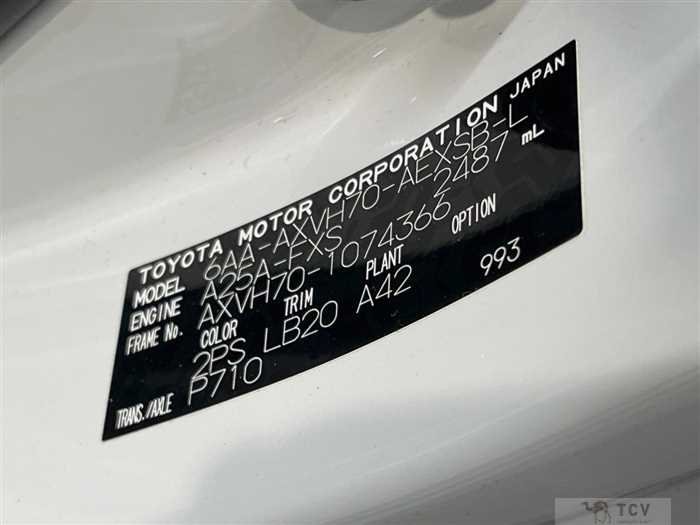 TOYOTA MOTOR CORPORATION JAPAN
MODEL 6AA-AXVH70-AEXSB-L
ENGINE A25A-FXS 2487 mL
FRAME No. AXVH70-1074366
COLOR TRIM PLANT OPTION
2PS LB20 A42 993
TRANS./AXLE P710
TCV